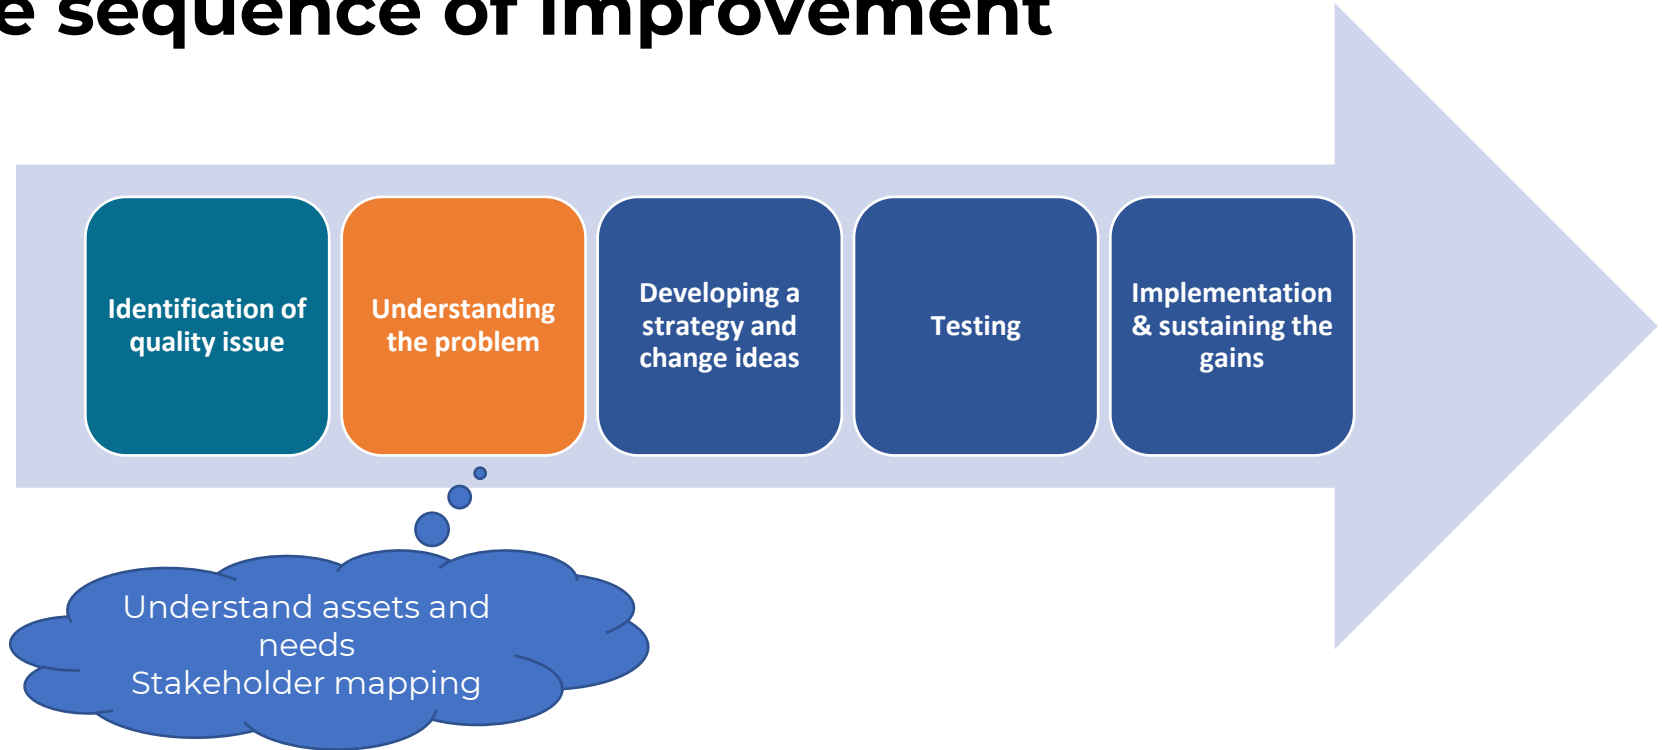 e sequence of improvement
Identification of
quality issue
Understanding
the problem
Developing a
strategy and
change ideas
Testing
Implementation
& sustaining the
gains
Understand assets and
needs
Stakeholder mapping